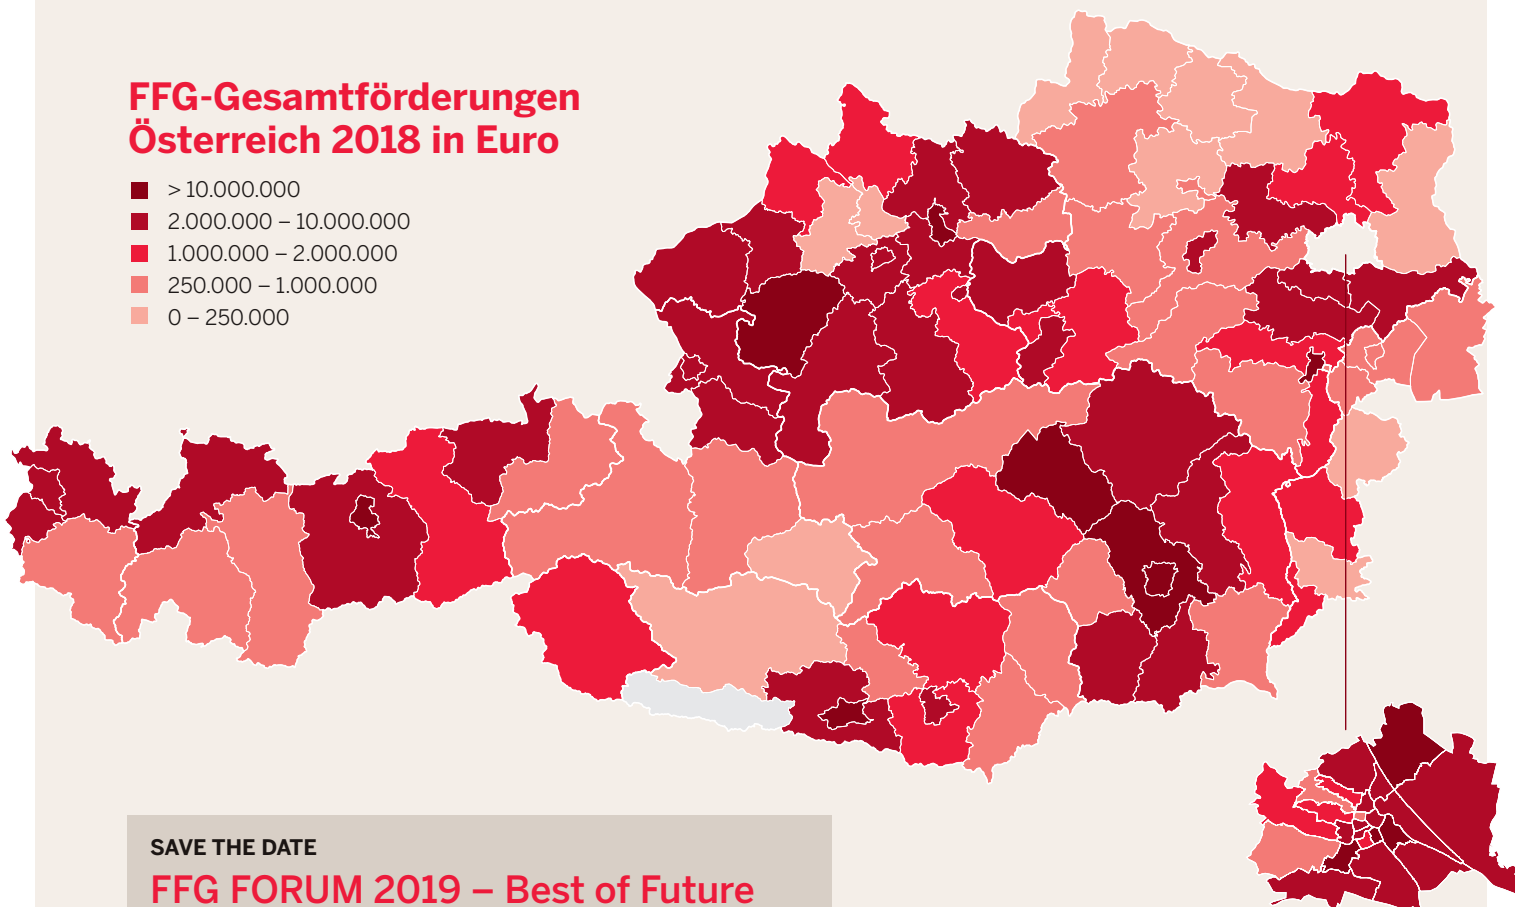 FFG-Gesamtförderungen
Österreich 2018 in Euro
> 10.000.000
2.000.000 – 10.000.000
1.000.000 – 2.000.000
250.000 – 1.000.000
0 – 250.000
SAVE THE DATE
FFG FORUM 2019 – Best of Future